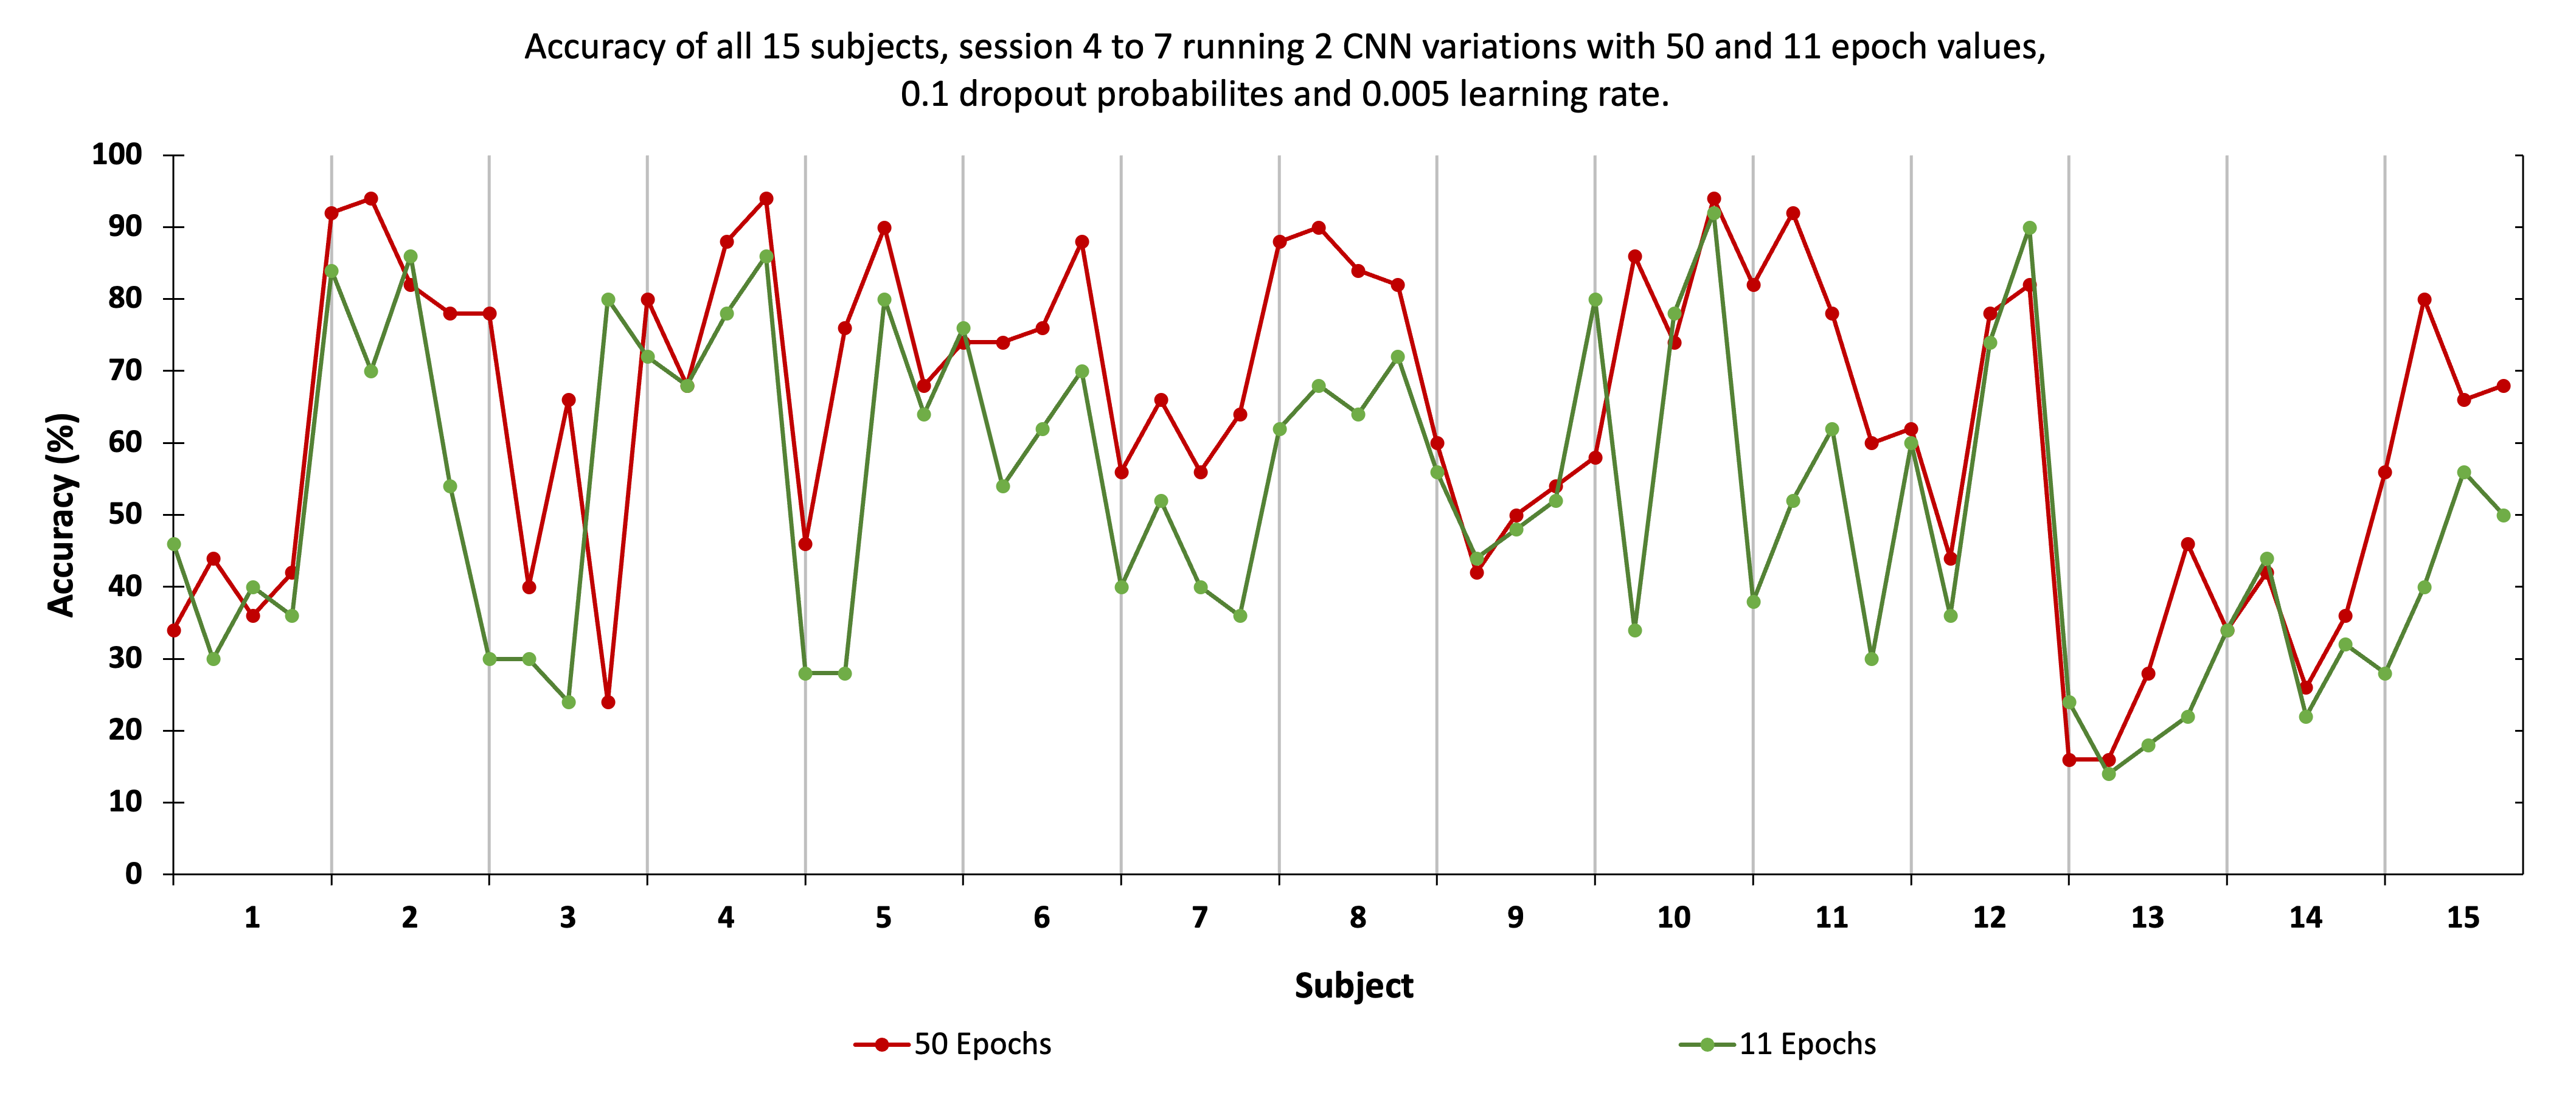 Accuracy of all 15 subjects, session 4 to 7 running 2 CNN variations with 50 and 11 epoch values,
0.1 dropout probabilites and 0.005 learning rate.
100
90
80
70
60
50
40
30
20
10
0
Accuracy (%)
1 2 3 4 5 6 7 8 9 10 11 12 13 14 15
Subject
50 Epochs 11 Epochs